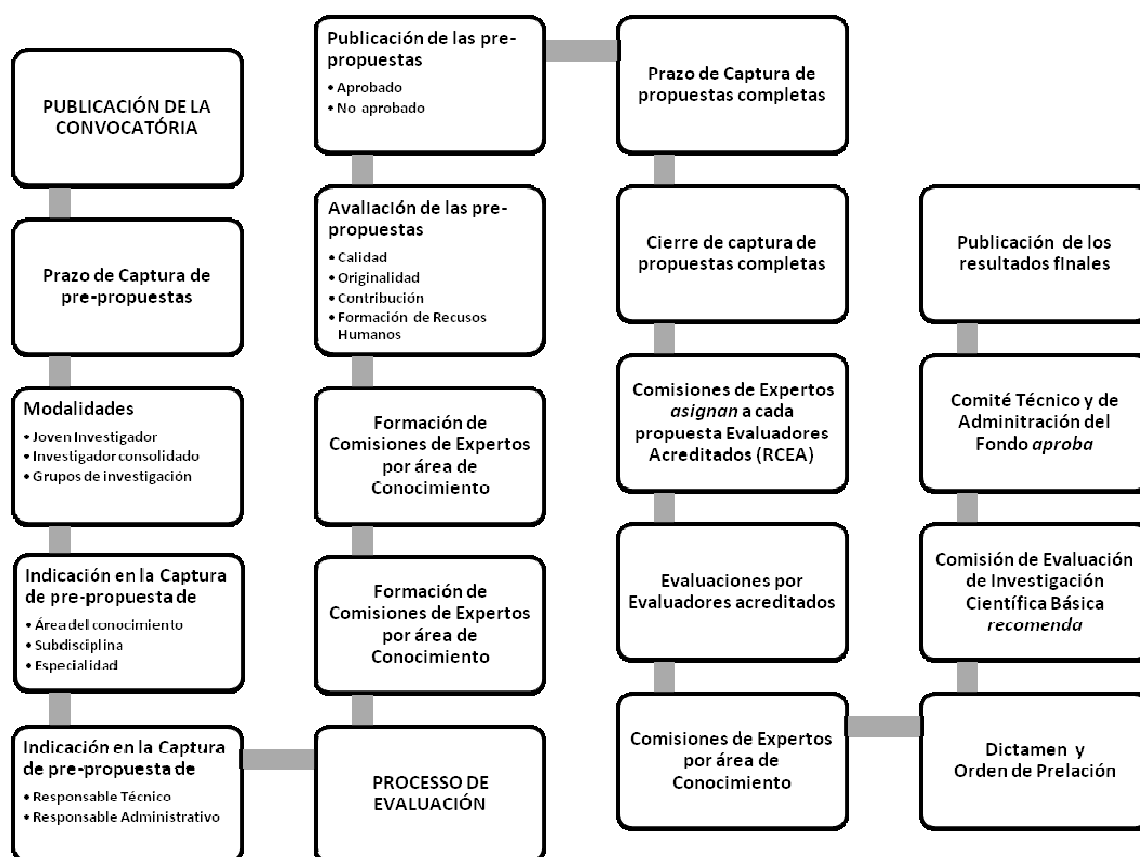 PUBLICACIÓN DE LA
CONVOCATÓRIA
Prazo de Captura de
pre-propuestas
Modalidades
• Joven Investigador
• Investigador consolidado
• Grupos de investigación
Indicación en la Captura
de pre-propuesta de
• Área del conocimiento
• Subdisciplina
• Especialidad
Indicación en la Captura
de pre-propuesta de
• Responsable Técnico
• Responsable Administrativo
PROCESSO DE
EVALUACIÓN
Formación de
Comisiones de Expertos
por área de
Conocimiento
Formación de
Comisiones de Expertos
por área de
Conocimiento
Avaliación de las pre-
propuestas
• Calidad
• Originalidad
• Contribución
• Formación de Recusos
Humanos
Publicación de las pre-
propuestas
• Aprobado
• No aprobado
Prazo de Captura de
propuestas completas
Cierre de captura de
propuestas completas
Comisiones de Expertos
asignan a cada
propuesta Evaluadores
Acreditados (RCEA)
Evaluaciones por
Evaluadores acreditados
Comisiones de Expertos
por área de
Conocimiento
Dictamen y
Orden de Prelación
Comisión de Evaluación
de Investigación
Científica Básica
recomenda
Comité Técnico y de
Adminitración del
Fondo aproba
Publicación de los
resultados finales